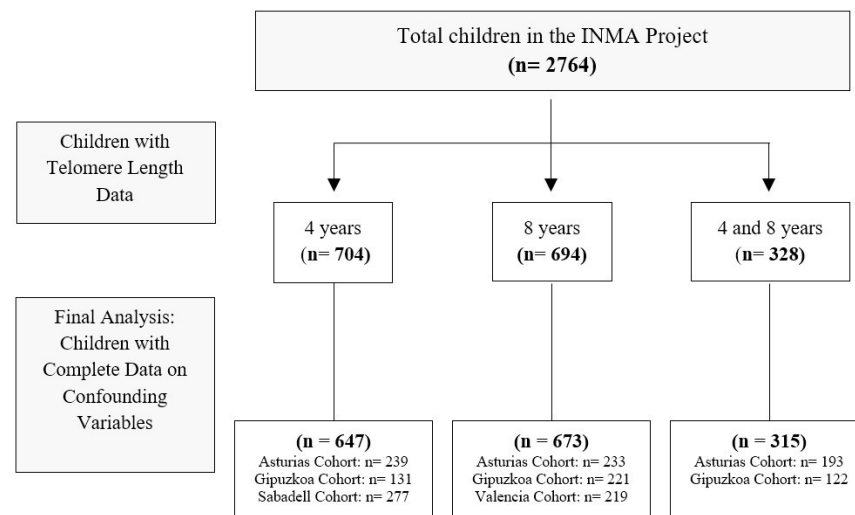 Total children in the INMA Project
(n= 2764)
Children with
Telomere Length
Data
4 years
(n= 704)
8 years
(n= 694)
4 and 8 years
(n= 328)
Final Analysis:
Children with
Complete Data on
Confounding
Variables
(n = 647)
Asturias Cohort: n= 239
Gipuzkoa Cohort: n= 131
Sabadell Cohort: n= 277
(n = 673)
Asturias Cohort: n= 233
Gipuzkoa Cohort: n= 221
Valencia Cohort: n= 219
(n = 315)
Asturias Cohort: n= 193
Gipuzkoa Cohort: n= 122